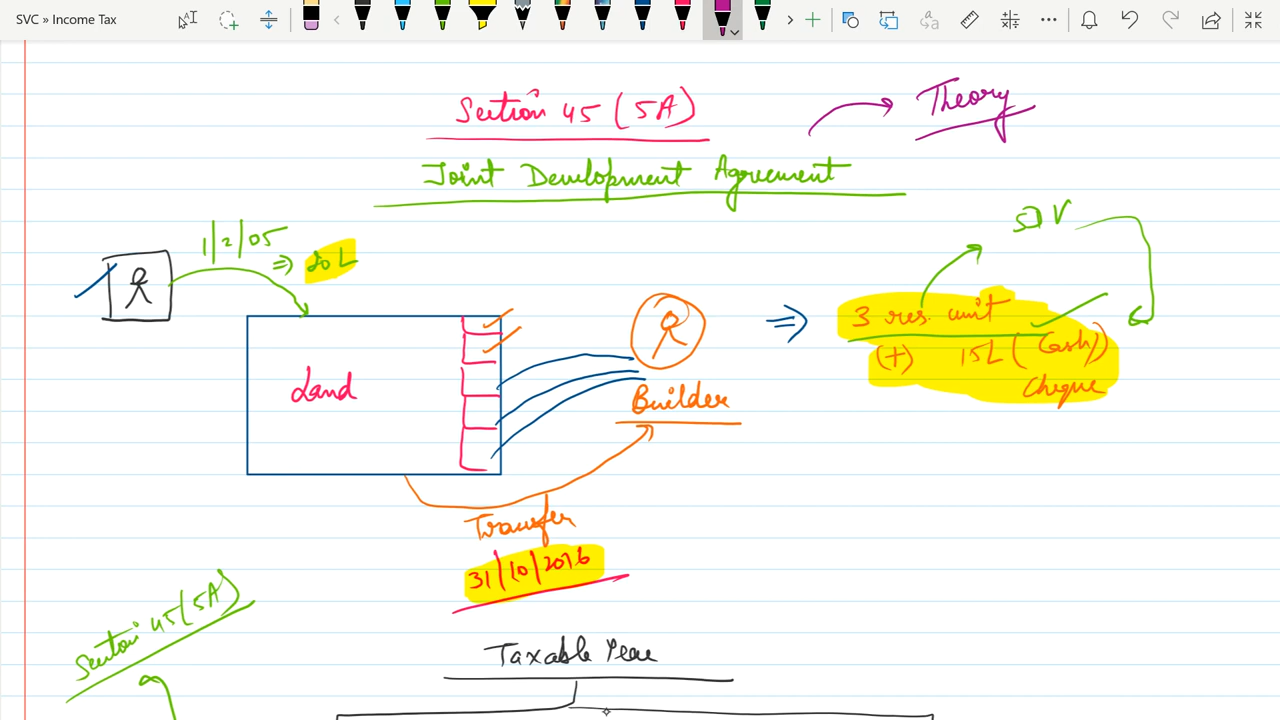 SVC » Income Tax
Section 45 (5A)
Theory
Joint Development Agreement
1/2/05
⇒ 20 L
SDV
3 res. unit
(+) 15L (Cash)
Cheque
Land
Builder
Transfer
31/10/2016
Section 45(5A)
Taxable Year